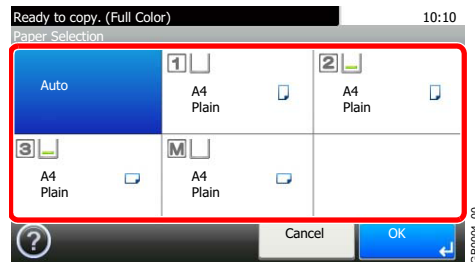 Ready to copy. (Full Color) 10:10
Paper Selection
Auto
1
A4
Plain
2
A4
Plain
3
A4
Plain
M
A4
Plain
?
Cancel
OK